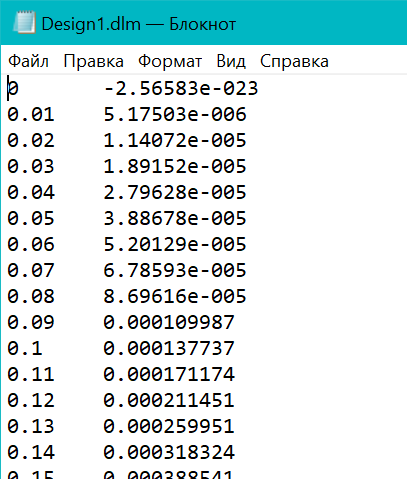 Design1.dlm — Блокнот
Файл Правка Формат Вид Справка
0 -2.56583e-023
0.01 5.17503e-006
0.02 1.14072e-005
0.03 1.89152e-005
0.04 2.79628e-005
0.05 3.88678e-005
0.06 5.20129e-005
0.07 6.78593e-005
0.08 8.69616e-005
0.09 0.000109987
0.1 0.000137737
0.11 0.000171174
0.12 0.000211451
0.13 0.000259951
0.14 0.000318324
0.15 0.000388541